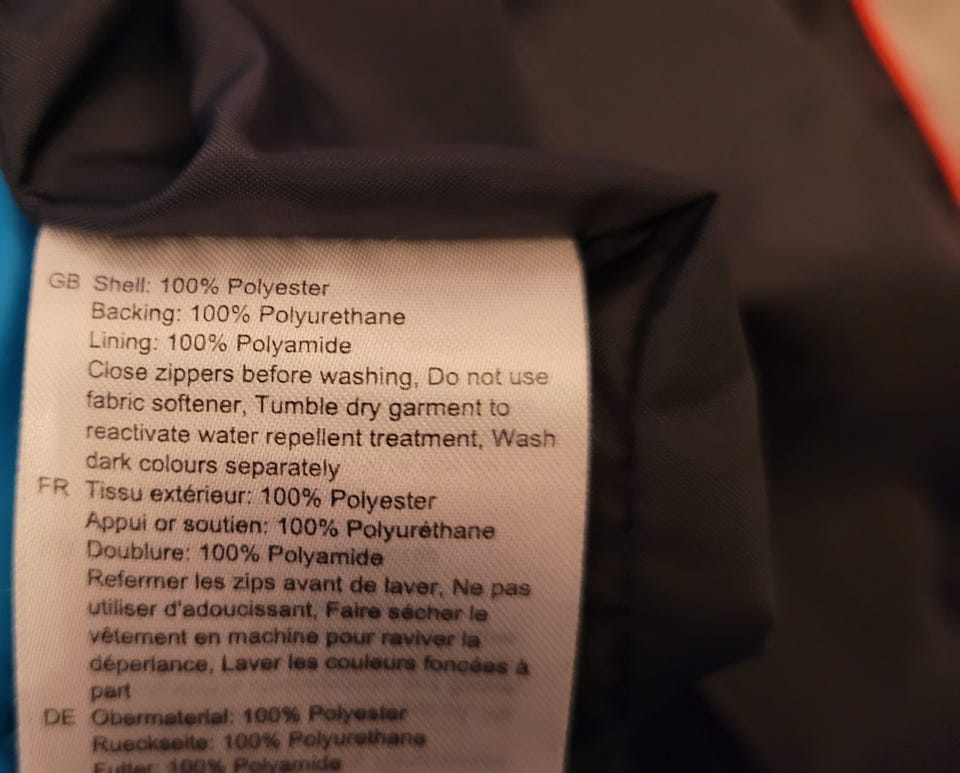 GB Shell: 100% Polyester
Backing: 100% Polyurethane
Lining: 100% Polyamide
Close zippers before washing, Do not use
fabric softener, Tumble dry garment to
reactivate water repellent treatment, Wash
dark colours separately
FR Tissu extérieur: 100% Polyester
Appui or soutien: 100% Polyuréthane
Doublure: 100% Polyamide
Refermer les zips avant de laver, Ne pas
utiliser d'adoucissant, Faire sécher le
vêtement en machine pour raviver la
déperlance, Laver les couleurs foncées à
part
DE Obermaterial: 100% Polyester
Rueckseite: 100% Polyurethane
Futter: 100% Polyamide